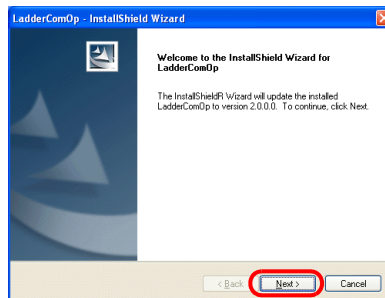 LadderComOp - InstallShield Wizard
Welcome to the InstallShield Wizard for
LadderComOp
The InstallShieldR Wizard will update the installed
LadderComOp to version 2.0.0.0. To continue, click Next.
< Back
Next >
Cancel